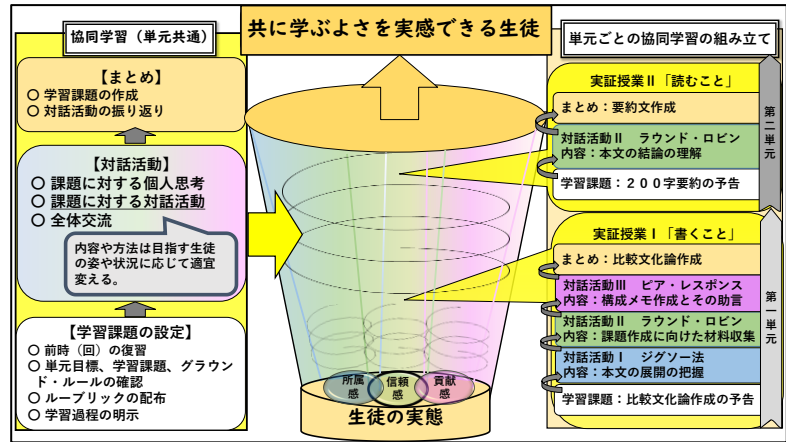 共に学ぶよさを実感できる生徒
協同学習（単元共通）
【まとめ】
○ 学習課題の作成
○ 対話活動の振り返り
【対話活動】
○ 課題に対する個人思考
○ 課題に対する対話活動
○ 全体交流
内容や方法は目指す生徒
の姿や状況に応じて適宜
変える。
【学習課題の設定】
○ 前時（回）の復習
○ 単元目標、学習課題、グラウン
ド・ルールの確認
○ ルーブリックの配布
○ 学習過程の明示
所属
感
信頼
感
貢献
感
生徒の実態
単元ごとの協同学習の組み立て
実証授業Ⅱ「読むこと」
まとめ：要約文作成
対話活動Ⅱ　ラウンド・ロビン
内容：本文の結論の理解
学習課題：２００字要約の予告
第二単元
実証授業Ⅰ「書くこと」
まとめ：比較文化論作成
対話活動Ⅲ　ピア・レスポンス
内容：構成メモ作成とその助言
対話活動Ⅱ　ラウンド・ロビン
内容：課題作成に向けた材料収集
対話活動Ⅰ　ジグソー法
内容：本文の展開の把握
学習課題：比較文化論作成の予告
第一単元